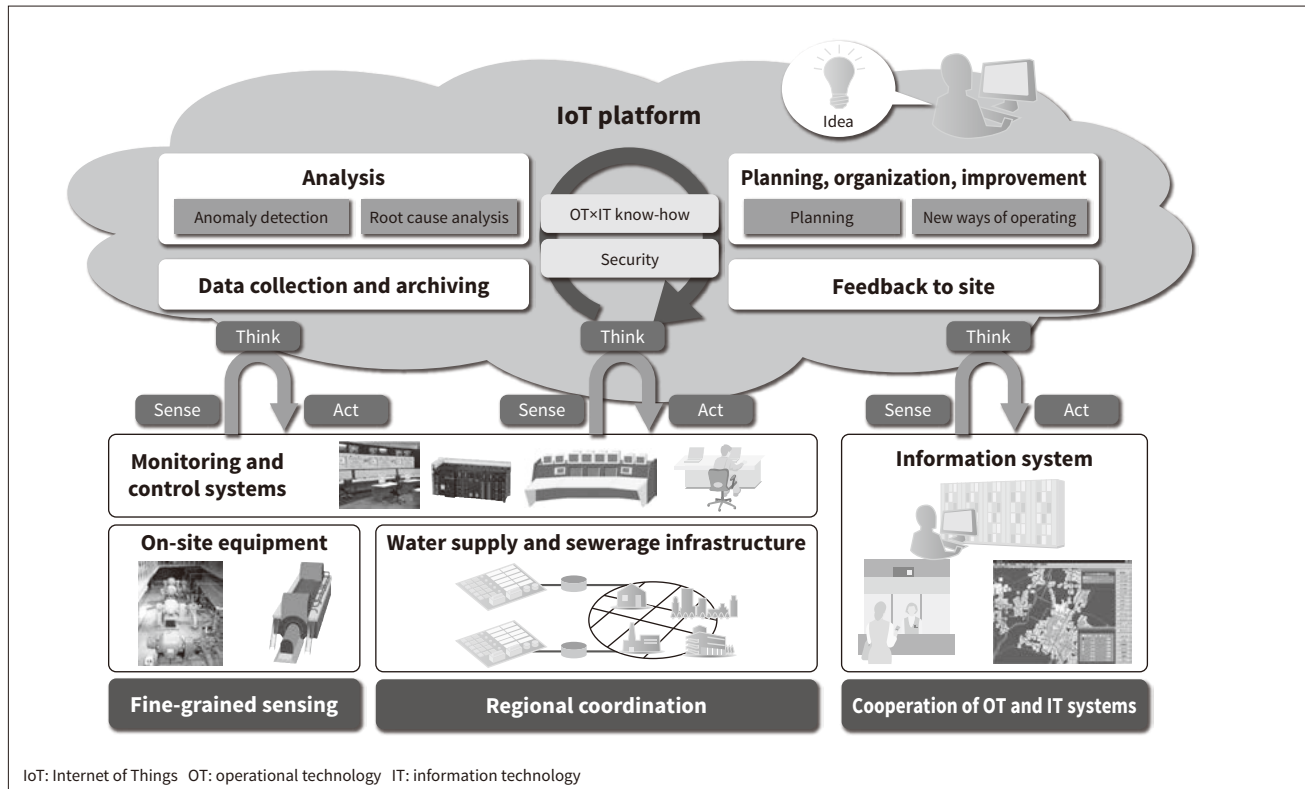 Idea
IoT platform
Analysis
Anomaly detection
Root cause analysis
Data collection and archiving
OT×IT know-how
Security
Planning, organization, improvement
Planning
New ways of operating
Feedback to site
Think
Think
Think
Sense
Act
Sense
Act
Sense
Act
Monitoring and
control systems
Information system
On-site equipment
Water supply and sewerage infrastructure
Fine-grained sensing
Regional coordination
Cooperation of OT and IT systems
IoT: Internet of Things OT: operational technology IT: information technology